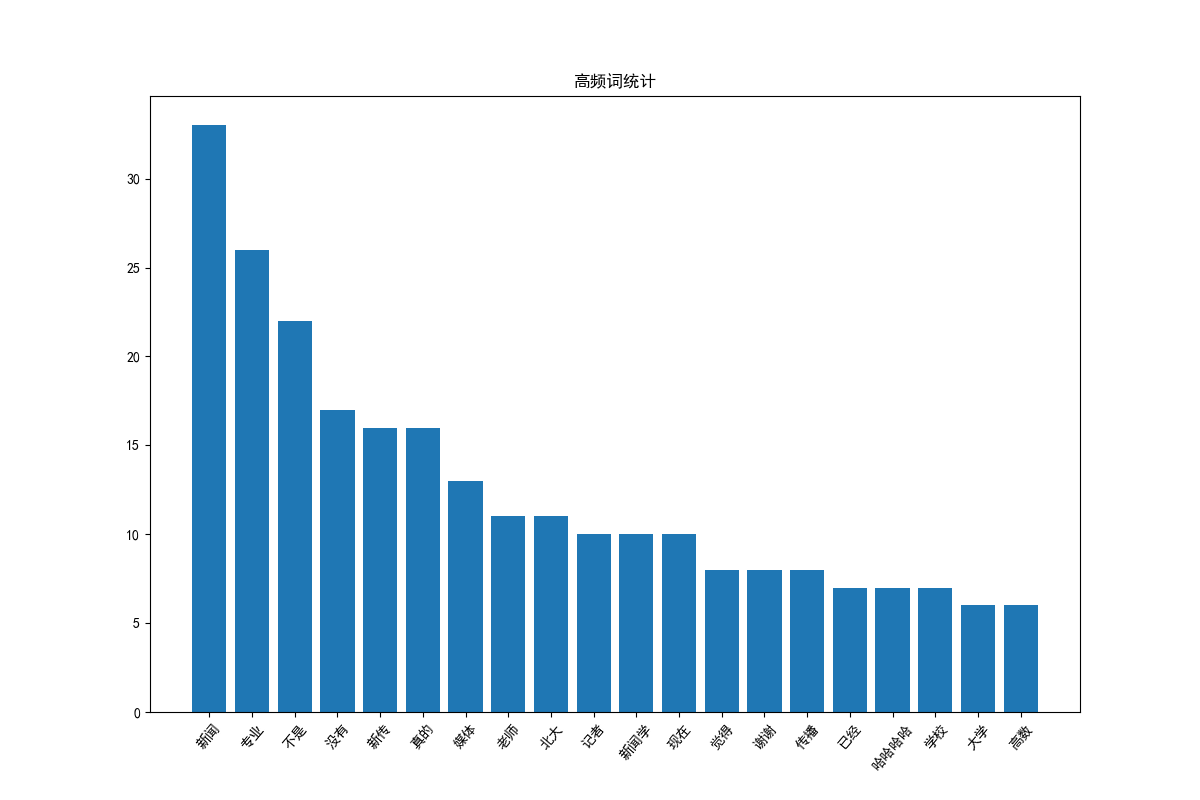 高频词统计
30
25
20
15
10
5
0
新闻
专业
不是
没有
新传
真的
媒体
老师
北大
记者
新闻学
现在
觉得
谢谢
传播
已经
哈哈哈哈
学校
大学
高数